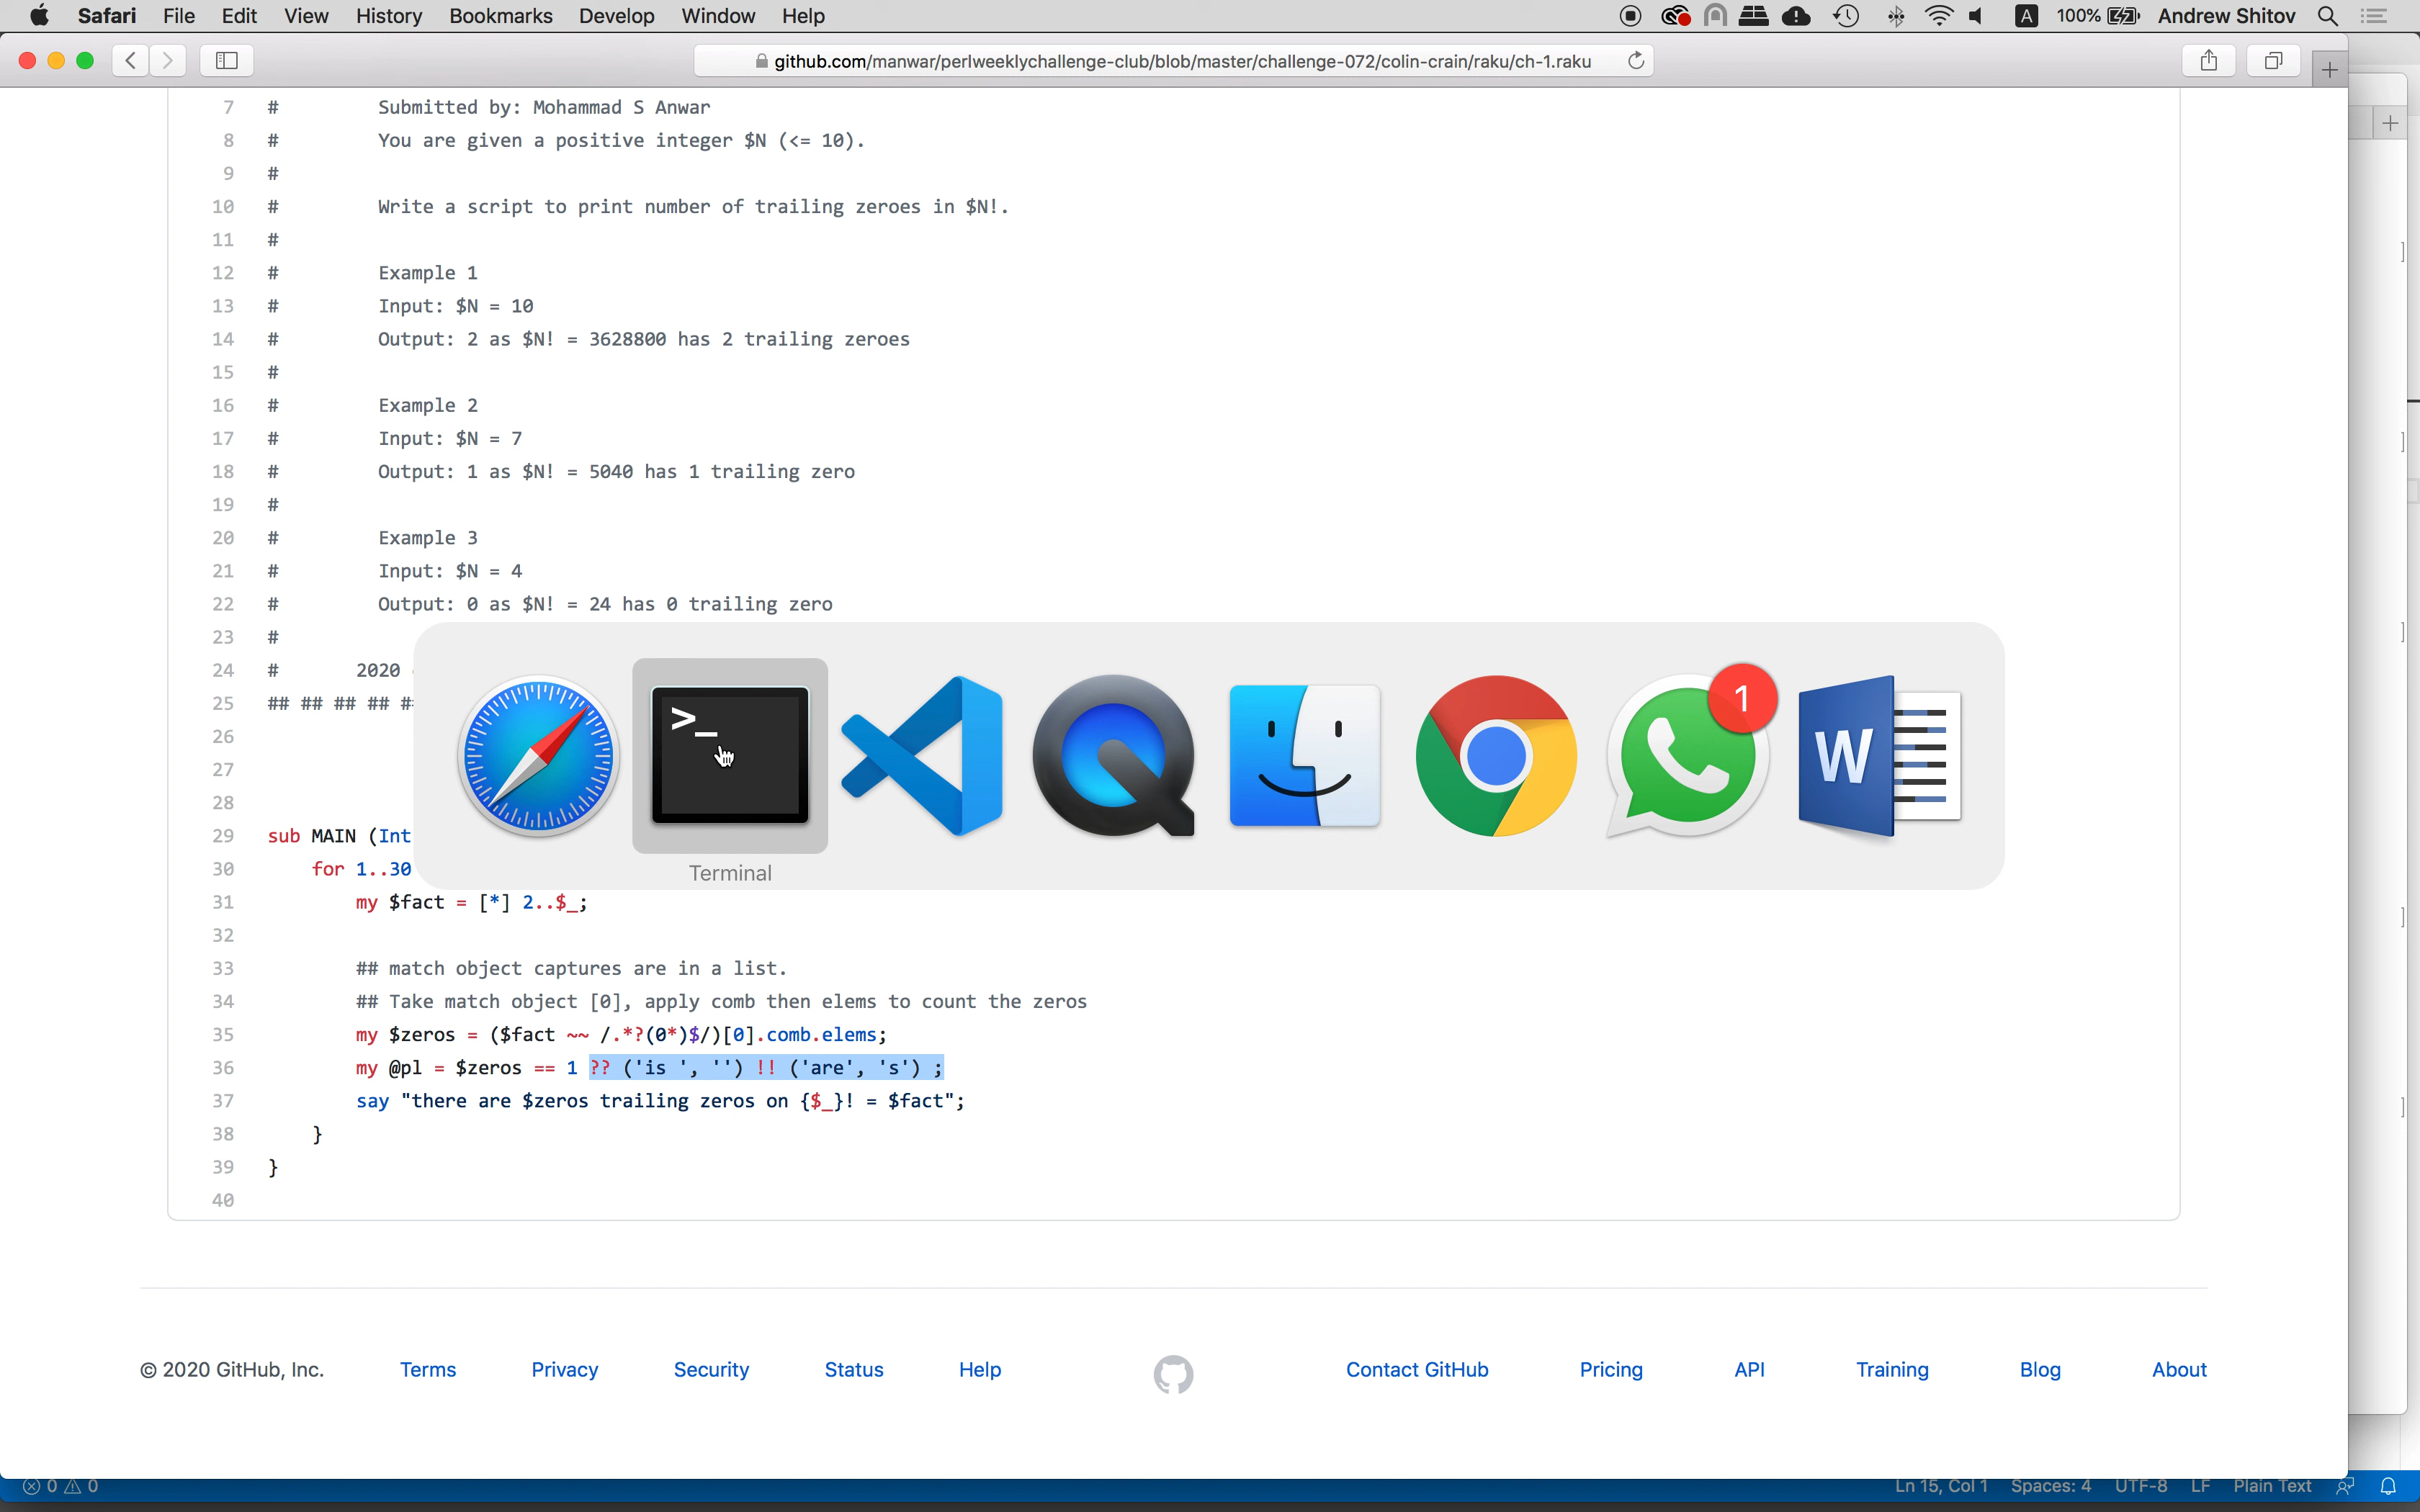 Safari File Edit View History Bookmarks Develop Window Help A 100% Andrew Shitov
github.com/manwar/perlweeklychallenge-club/blob/master/challenge-072/colin-crain/raku/ch-1.raku
7 # Submitted by: Mohammad S Anwar
8 # You are given a positive integer $N (<= 10).
9 #
10 # Write a script to print number of trailing zeroes in $N!.
11 #
12 # Example 1
13 # Input: $N = 10
14 # Output: 2 as $N! = 3628800 has 2 trailing zeroes
15 #
16 # Example 2
17 # Input: $N = 7
18 # Output: 1 as $N! = 5040 has 1 trailing zero
19 #
20 # Example 3
21 # Input: $N = 4
22 # Output: 0 as $N! = 24 has 0 trailing zero
23 #
24 # 2020
25 ## ## ## ## ##
26
27
28
29 sub MAIN (Int
30 for 1..30
>_
1
W
Terminal
31 my $fact = [*] 2..$_;
32
33 ## match object captures are in a list.
34 ## Take match object [0], apply comb then elems to count the zeros
35 my $zeros = ($fact ~~ /.*?(0*)$/)[0].comb.elems;
36 my @pl = $zeros == 1 ?? ('is ', '') !! ('are', 's') ;
37 say "there are $zeros trailing zeros on {$_}! = $fact";
38 }
39 }
40
© 2020 GitHub, Inc. Terms Privacy Security Status Help Contact GitHub Pricing API Training Blog About
0 0 Ln 15, Col 1 Spaces: 4 UTF-8 LF Plain Text